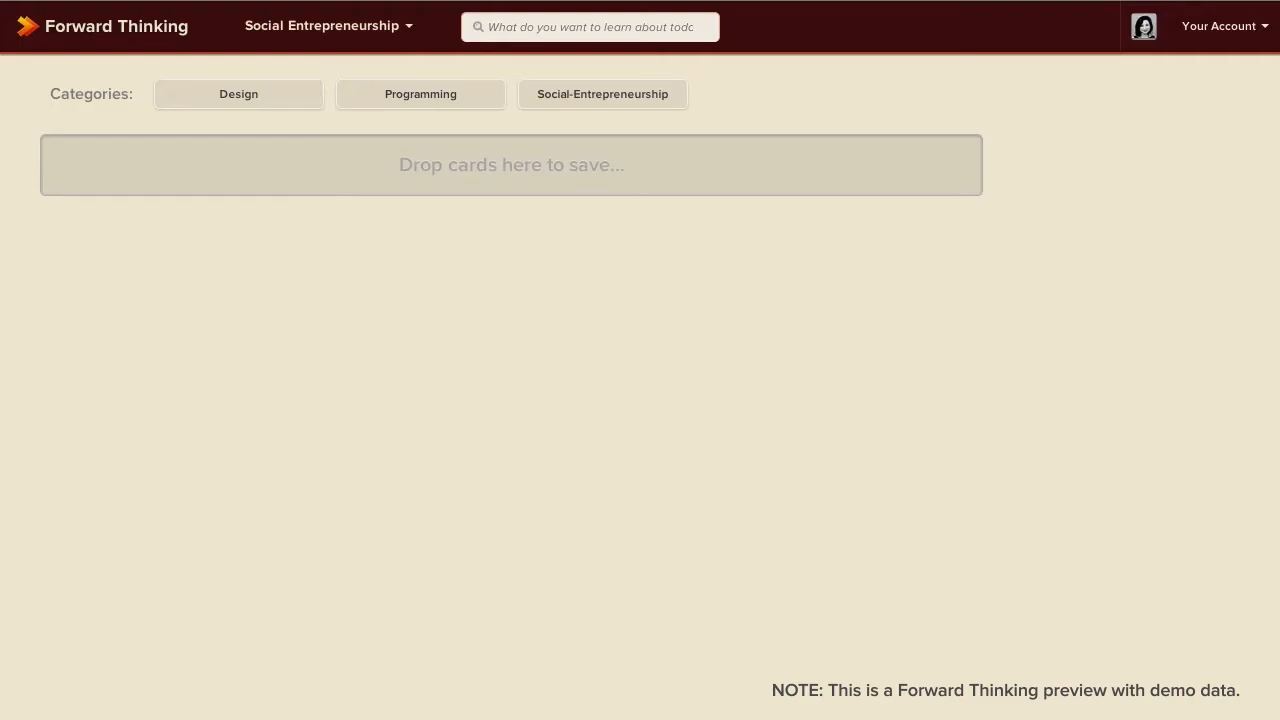 Forward Thinking
Social Entrepreneurship
What do you want to learn about toda
Your Account
Categories:
Design
Programming
Social-Entrepreneurship
Drop cards here to save...
NOTE: This is a Forward Thinking preview with demo data.